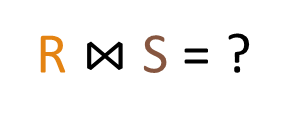 R ⋈ S = ?